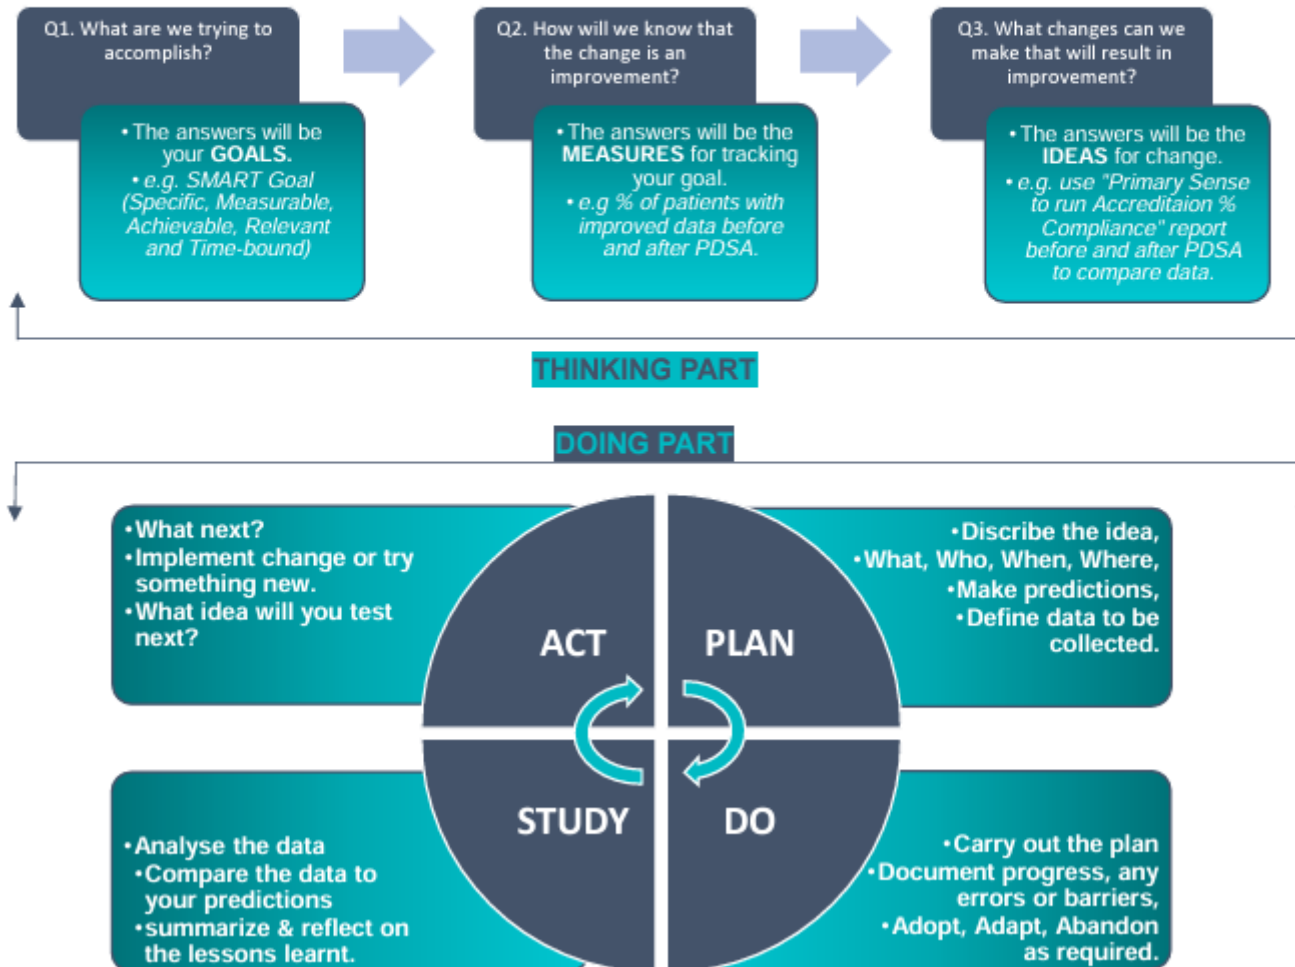 Q1. What are we trying to
accomplish?
• The answers will be
your GOALS.
• e.g. SMART Goal
(Specific, Measurable,
Achievable, Relevant
and Time-bound)
Q2. How will we know that
the change is an
improvement?
• The answers will be the
MEASURES for tracking
your goal.
• e.g % of patients with
improved data before
and after PDSA.
Q3. What changes can we
make that will result in
improvement?
• The answers will be the
IDEAS for change.
• e.g. use "Primary Sense
to run Accreditaion %
Compliance" report
before and after PDSA
to compare data.
THINKING PART
DOING PART
•What next?
•Implement change or try
something new.
•What idea will you test
next?
ACT
PLAN
•Discribe the idea,
•What, Who, When, Where,
•Make predictions,
•Define data to be
collected.
•Analyse the data
•Compare the data to
your predictions
•summarize & reflect on
the lessons learnt.
STUDY
DO
•Carry out the plan
•Document progress, any
errors or barriers,
•Adopt, Adapt, Abandon
as required.